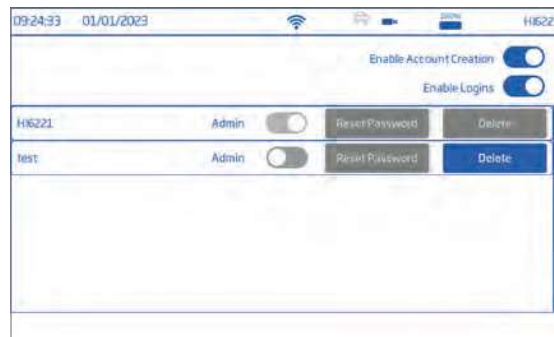 09:24:33 01/01/2023 100% HI622
Enable Account Creation
Enable Logins
HI6221 Admin Reset Password Delete
test Admin Reset Password Delete